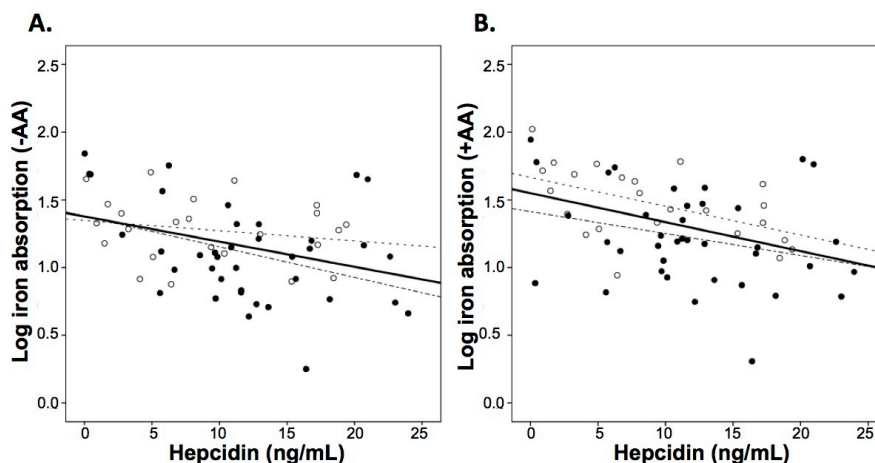 A.
B.
Log iron absorption (-AA)
2.5
2.0
1.5
1.0
0.5
0.0
0 5 10 15 20 25
Hepcidin (ng/mL)
Log iron absorption (+AA)
2.5
2.0
1.5
1.0
0.5
0.0
0 5 10 15 20 25
Hepcidin (ng/mL)